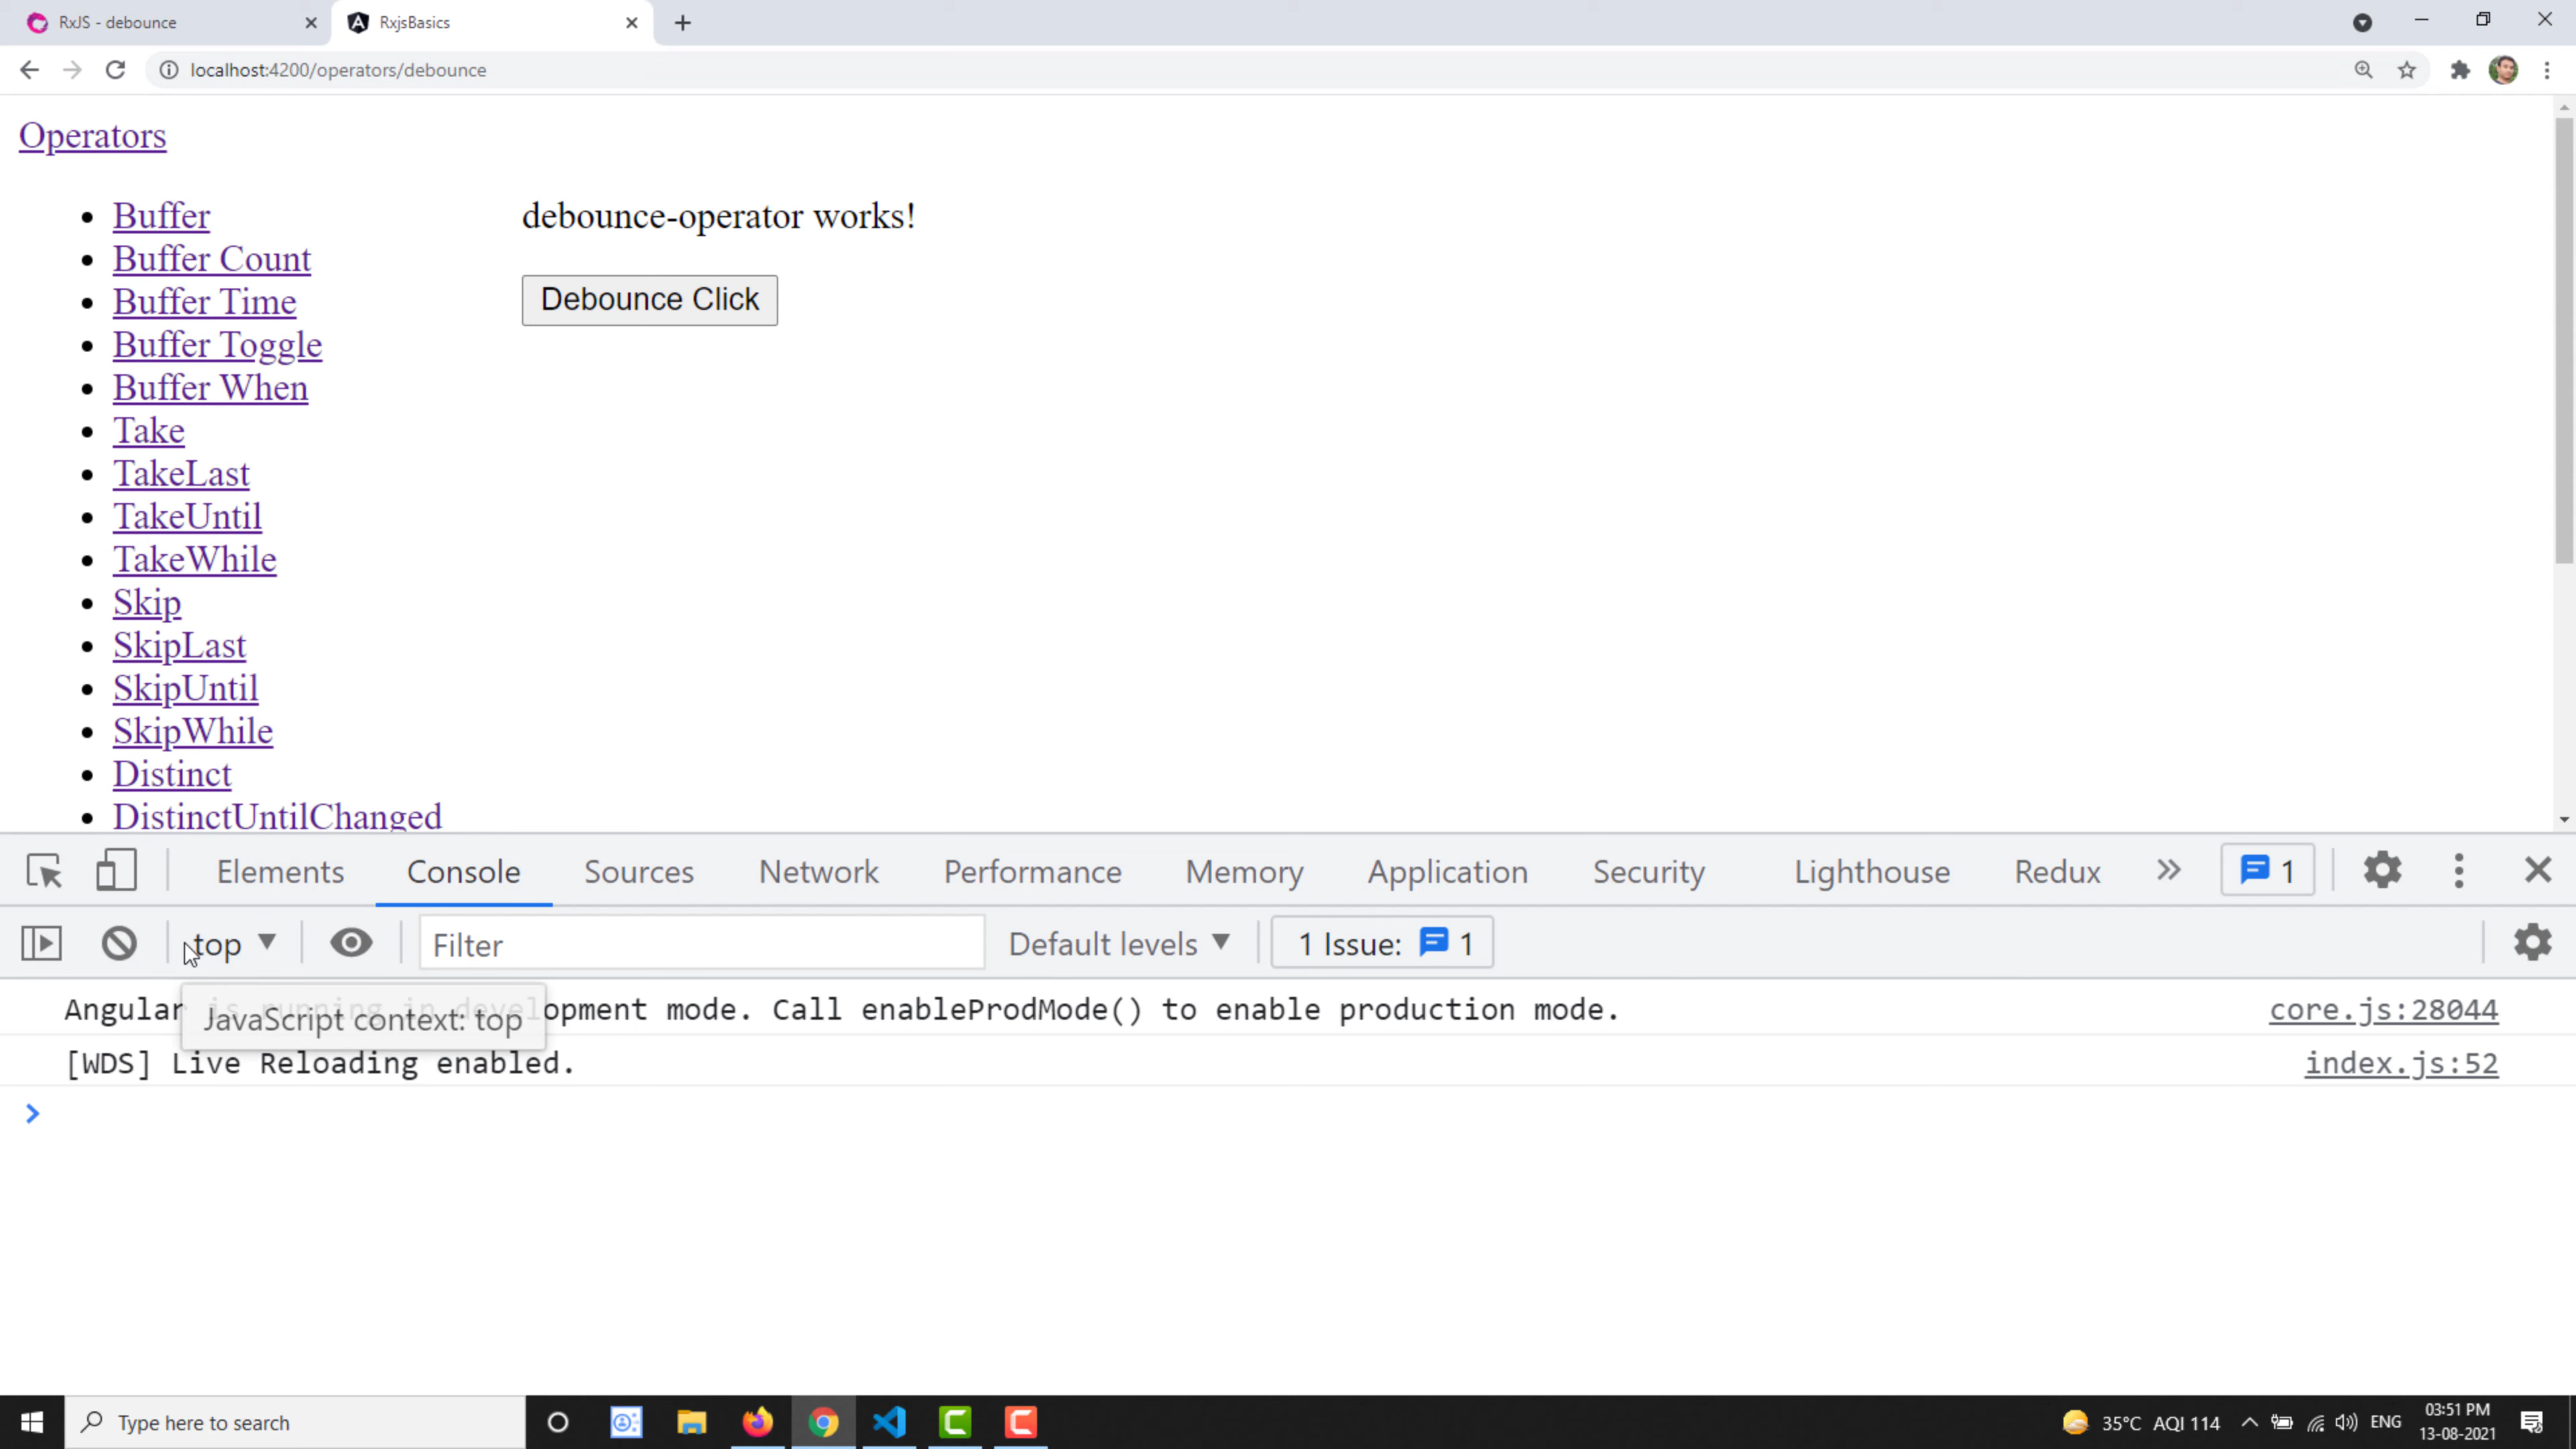 RxJS - debounce
RxjsBasics
localhost:4200/operators/debounce
Operators
Buffer
Buffer Count
Buffer Time
Buffer Toggle
Buffer When
Take
TakeLast
TakeUntil
TakeWhile
Skip
SkipLast
SkipUntil
SkipWhile
Distinct
DistinctUntilChanged
debounce-operator works!
Debounce Click
Elements Console Sources Network Performance Memory Application Security Lighthouse Redux 1
top Filter Default levels 1 Issue: 1
Angular is running in development mode. Call enableProdMode() to enable production mode. core.js:28044
JavaScript context: top
[WDS] Live Reloading enabled. index.js:52
Type here to search
35°C AQI 114 ENG
03:51 PM
13-08-2021